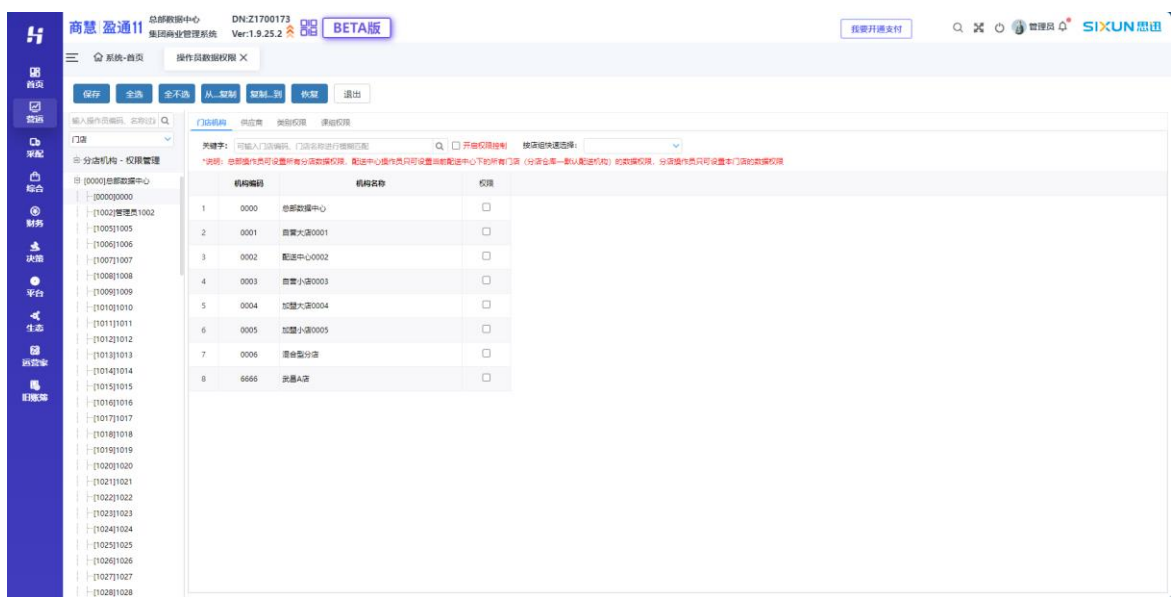 商慧 盈通11 总部数据中心 DN:Z1700173 BETA版
集团商业管理系统 Ver:1.9.25.2
我要开通支付 管理员 SIXUN思迅
系统-首页 操作员数据权限
首页
营运
采配
综合
财务
决策
平台
生态
运营家
旧账簿
保存 全选 全不选 从...复制 复制...到 恢复 退出
门店
分店机构 - 权限管理
[0000]总部数据中心
[0000]0000
[1002]管理员1002
[1005]1005
[1006]1006
[1007]1007
[1008]1008
[1009]1009
[1010]1010
[1011]1011
[1012]1012
[1013]1013
[1014]1014
[1015]1015
[1016]1016
[1017]1017
[1018]1018
[1019]1019
[1020]1020
[1021]1021
[1022]1022
[1023]1023
[1024]1024
[1025]1025
[1026]1026
[1027]1027
[1028]1028
门店机构 供应商 类别权限 课组权限
关键字: 可输入门店编码、门店名称进行模糊匹配 开启权限控制 按店组快速选择:
*说明: 总部操作员可设置所有分店数据权限，配送中心操作员只可设置当前配送中心下的所有门店（分店仓库—默认配送机构）的数据权限，分店操作员只可设置本门店的数据权限
机构编码 机构名称 权限
1 0000 总部数据中心
2 0001 自营大店0001
3 0002 配送中心0002
4 0003 自营小店0003
5 0004 加盟大店0004
6 0005 加盟小店0005
7 0006 混合型分店
8 6666 武昌A店